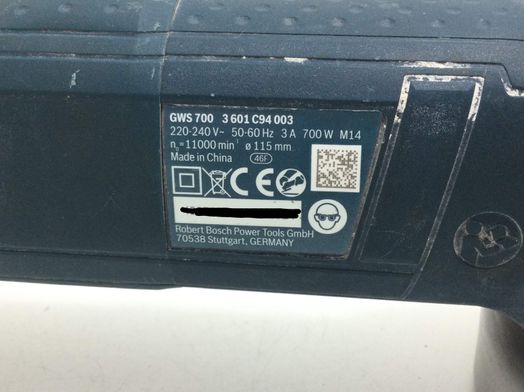 GWS 700 3 601 C94 003
220-240 V~ 50-60 Hz 3 A 700 W M14
n₀=11000 min⁻¹ ø 115 mm
Made in China 46F
CE
Robert Bosch Power Tools GmbH
70538 Stuttgart, GERMANY